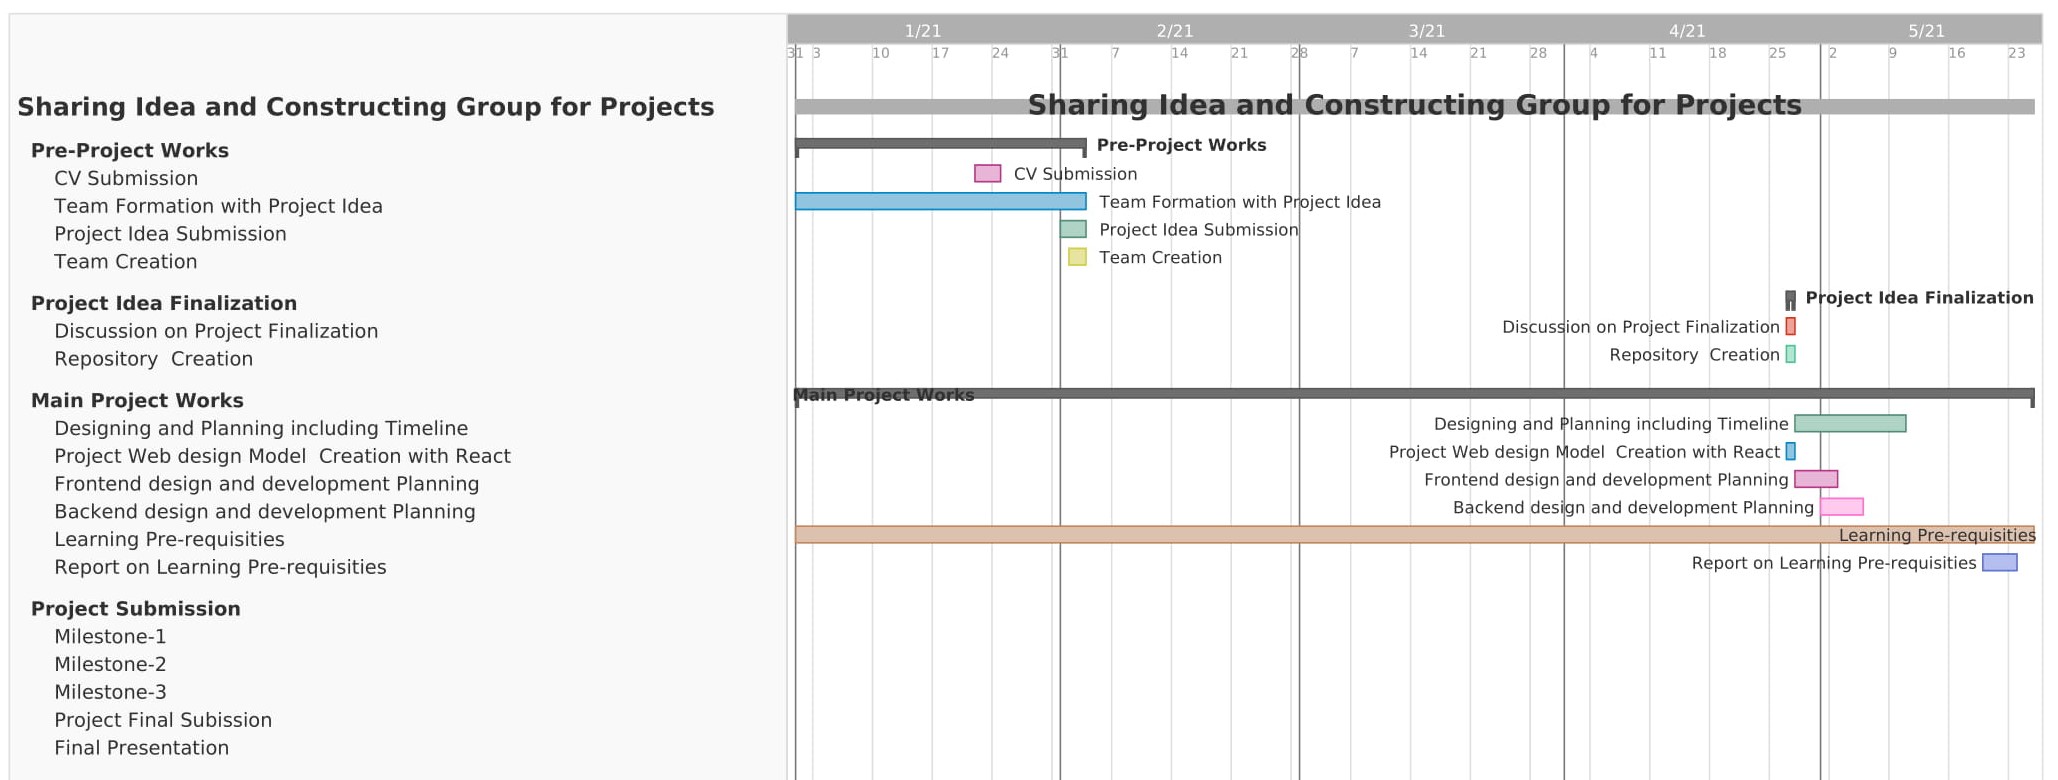 1/21 2/21 3/21 4/21 5/21
31 3 10 17 24 31 7 14 21 28 7 14 21 28 4 11 18 25 2 9 16 23
Sharing Idea and Constructing Group for Projects Sharing Idea and Constructing Group for Projects
Pre-Project Works Pre-Project Works
CV Submission CV Submission
Team Formation with Project Idea Team Formation with Project Idea
Project Idea Submission Project Idea Submission
Team Creation Team Creation
Project Idea Finalization Project Idea Finalization
Discussion on Project Finalization Discussion on Project Finalization
Repository  Creation Repository  Creation
Main Project Works Main Project Works
Designing and Planning including Timeline Designing and Planning including Timeline
Project Web design Model  Creation with React Project Web design Model  Creation with React
Frontend design and development Planning Frontend design and development Planning
Backend design and development Planning Backend design and development Planning
Learning Pre-requisities Learning Pre-requisities
Report on Learning Pre-requisities Report on Learning Pre-requisities
Project Submission
Milestone-1
Milestone-2
Milestone-3
Project Final Subission
Final Presentation